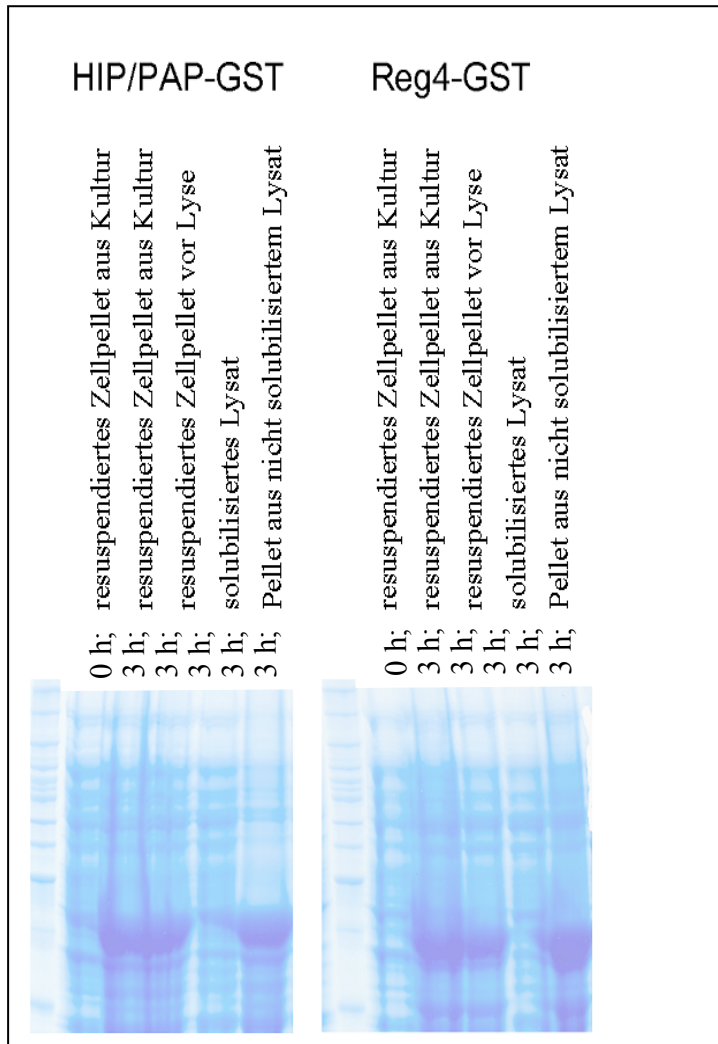 HIP/PAP-GST
0 h; resuspendiertes Zellpellet aus Kultur
3 h; resuspendiertes Zellpellet aus Kultur
3 h; resuspendiertes Zellpellet vor Lyse
3 h;
3 h; solubilisiertes Lysat
3 h; Pellet aus nicht solubilisiertem Lysat
Reg4-GST
0 h; resuspendiertes Zellpellet aus Kultur
3 h; resuspendiertes Zellpellet aus Kultur
3 h; resuspendiertes Zellpellet vor Lyse
3 h;
3 h; solubilisiertes Lysat
3 h; Pellet aus nicht solubilisiertem Lysat